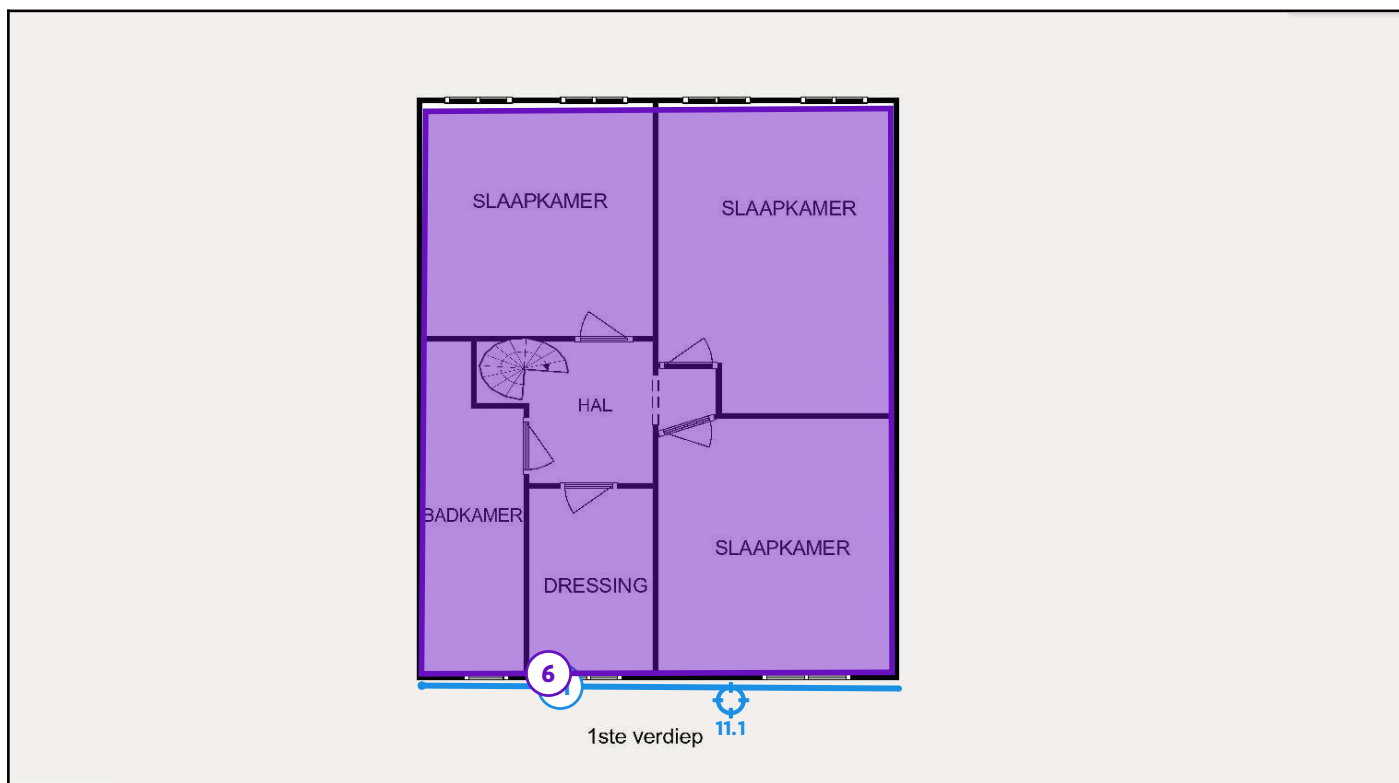 SLAAPKAMER
SLAAPKAMER
HAL
BADKAMER
SLAAPKAMER
DRESSING
6
11.1
1ste verdiep